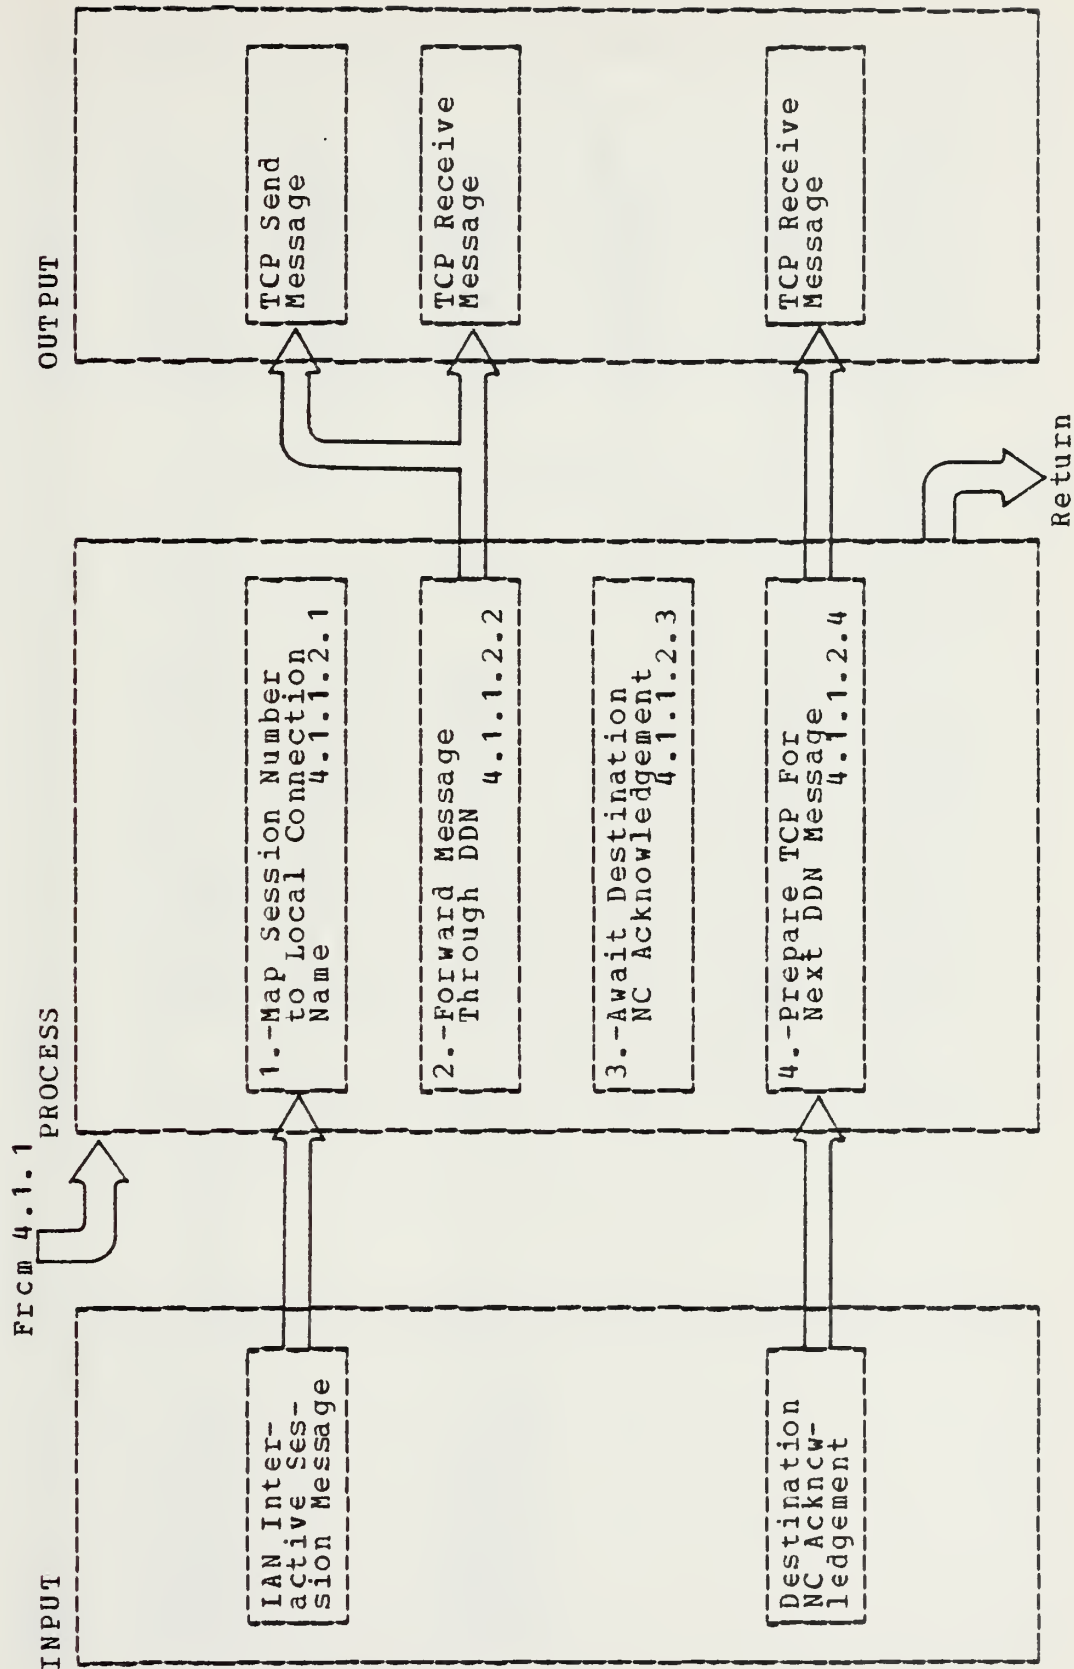 From 4.1.1
INPUT
PROCESS
OUTPUT
LAN Inter-
active Ses-
sion Message
Destination
NC Ackncw-
ledgement
1.-Map Session Number
to Local Connection
Name 4.1.1.2.1
2.-Forward Message
Through DDN
4.1.1.2.2
3.-Await Destination
NC Acknowledgement
4.1.1.2.3
4.-Prepare TCP For
Next DDN Message
4.1.1.2.4
TCP Send
Message
TCP Receive
Message
TCP Receive
Message
Return